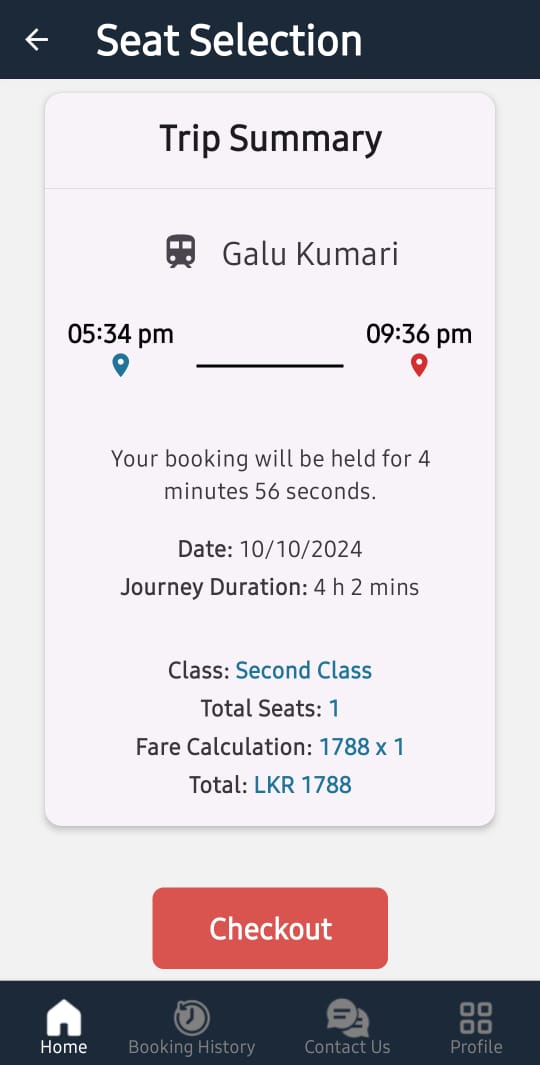 Seat Selection
Trip Summary
Galu Kumari
05:34 pm 09:36 pm
Your booking will be held for 4
minutes 56 seconds.
Date: 10/10/2024
Journey Duration: 4 h 2 mins
Class: Second Class
Total Seats: 1
Fare Calculation: 1788 x 1
Total: LKR 1788
Checkout
Home Booking History Contact Us Profile